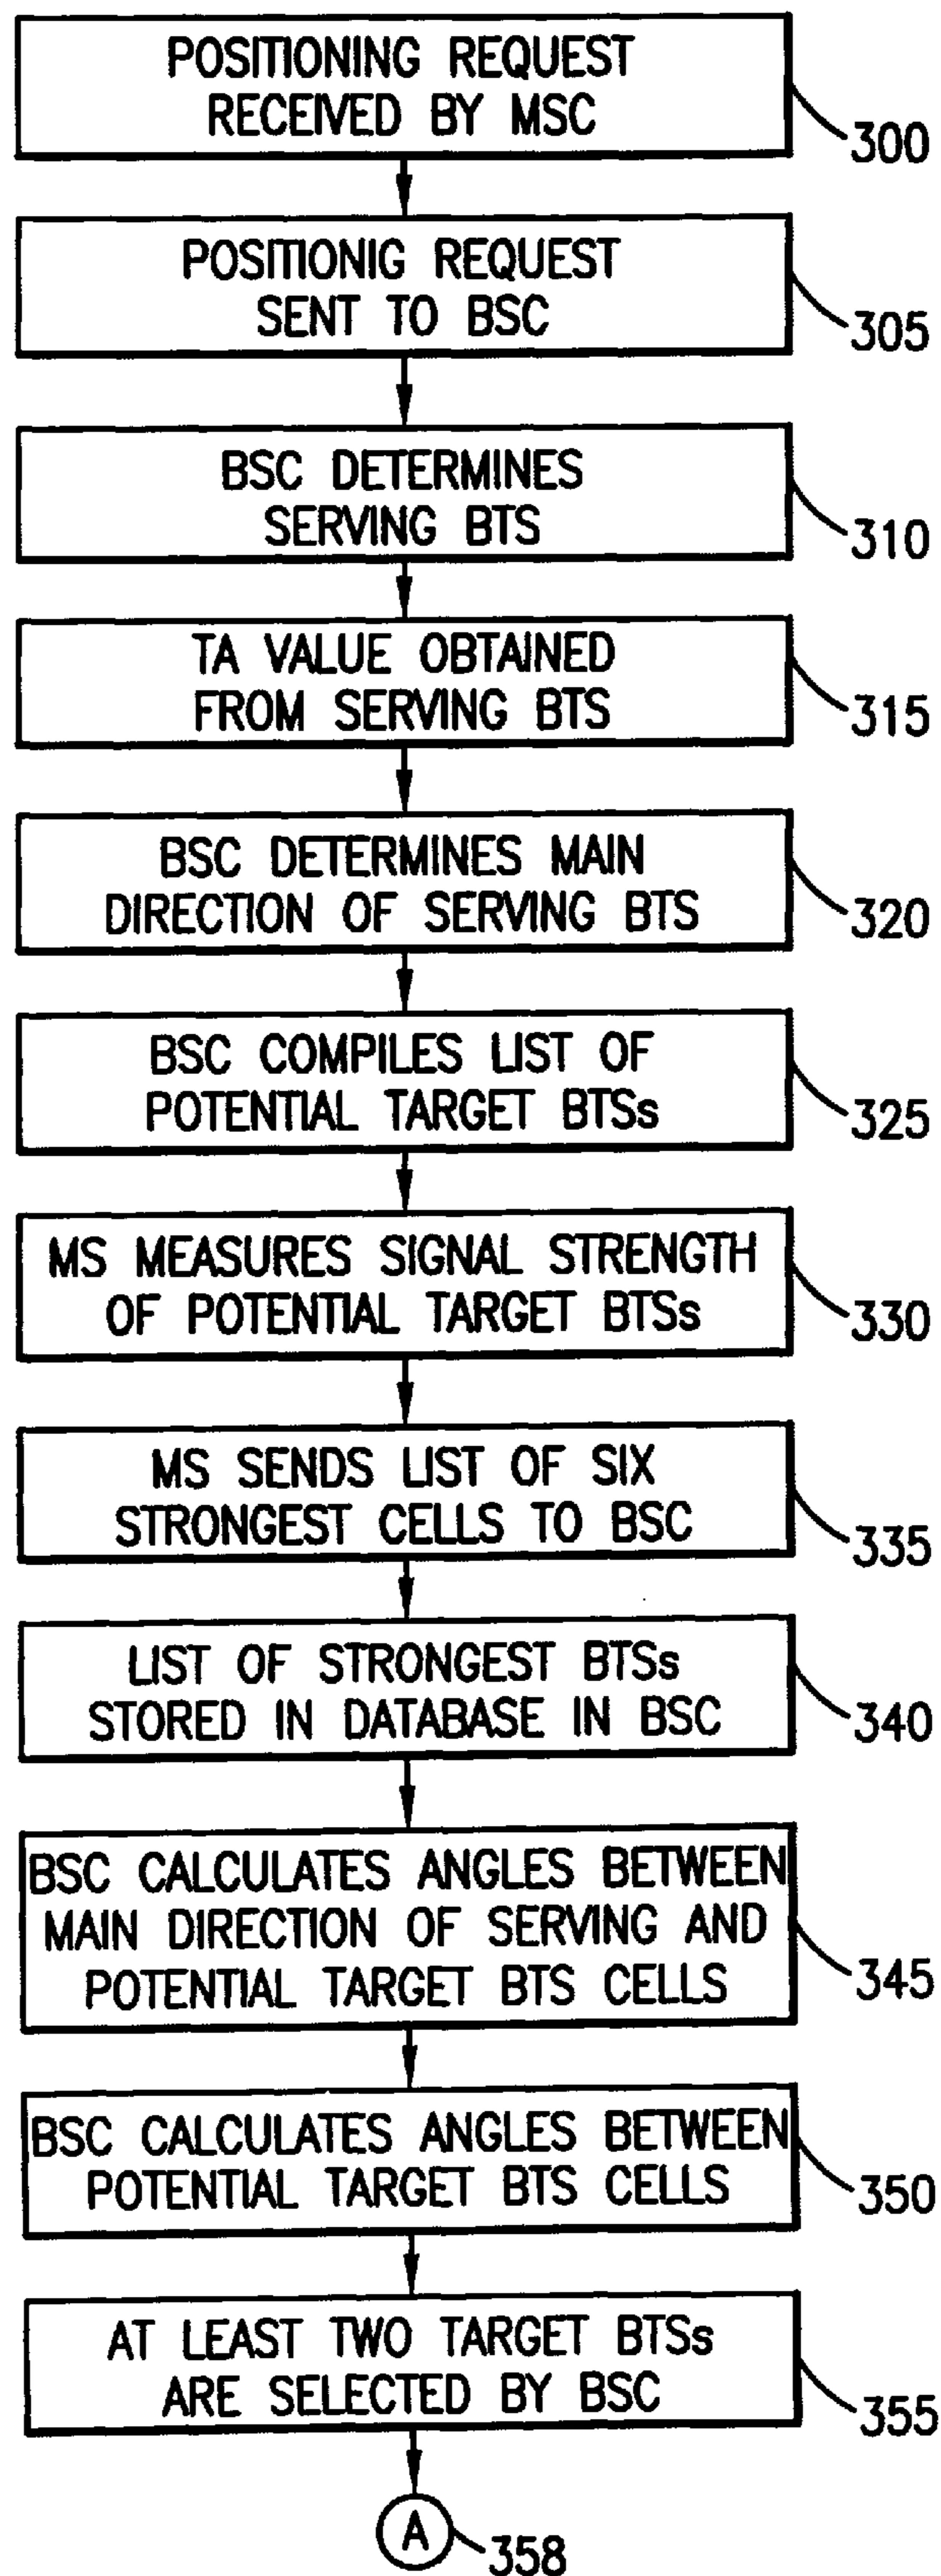 POSITIONING REQUEST
RECEIVED BY MSC
300
POSITIONIG REQUEST
SENT TO BSC
305
BSC DETERMINES
SERVING BTS
310
TA VALUE OBTAINED
FROM SERVING BTS
315
BSC DETERMINES MAIN
DIRECTION OF SERVING BTS
320
BSC COMPILES LIST OF
POTENTIAL TARGET BTSs
325
MS MEASURES SIGNAL STRENGTH
OF POTENTIAL TARGET BTSs
330
MS SENDS LIST OF SIX
STRONGEST CELLS TO BSC
335
LIST OF STRONGEST BTSs
STORED IN DATABASE IN BSC
340
BSC CALCULATES ANGLES BETWEEN
MAIN DIRECTION OF SERVING AND
POTENTIAL TARGET BTS CELLS
345
BSC CALCULATES ANGLES BETWEEN
POTENTIAL TARGET BTS CELLS
350
AT LEAST TWO TARGET BTSs
ARE SELECTED BY BSC
355
A
358